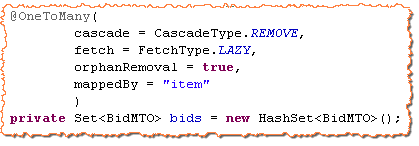 @OneToMany(
cascade = CascadeType.REMOVE,
fetch = FetchType.LAZY,
orphanRemoval = true,
mappedBy = "item"
)
private Set<BidMTO> bids = new HashSet<BidMTO>();